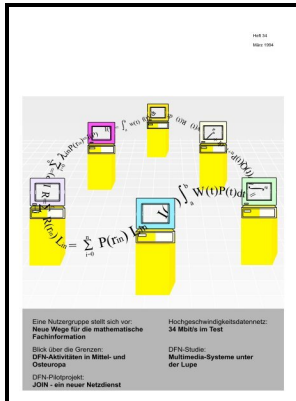 Heft 34
März 1994
Eine Nutzergruppe stellt sich vor:
Neue Wege für die mathematische
Fachinformation
Blick über die Grenzen:
DFN-Aktivitäten in Mittel- und
Osteuropa
DFN-Pilotprojekt:
JOIN - ein neuer Netzdienst
Hochgeschwindigkeitsdatennetz:
34 Mbit/s im Test
DFN-Studie:
Multimedia-Systeme unter
der Lupe